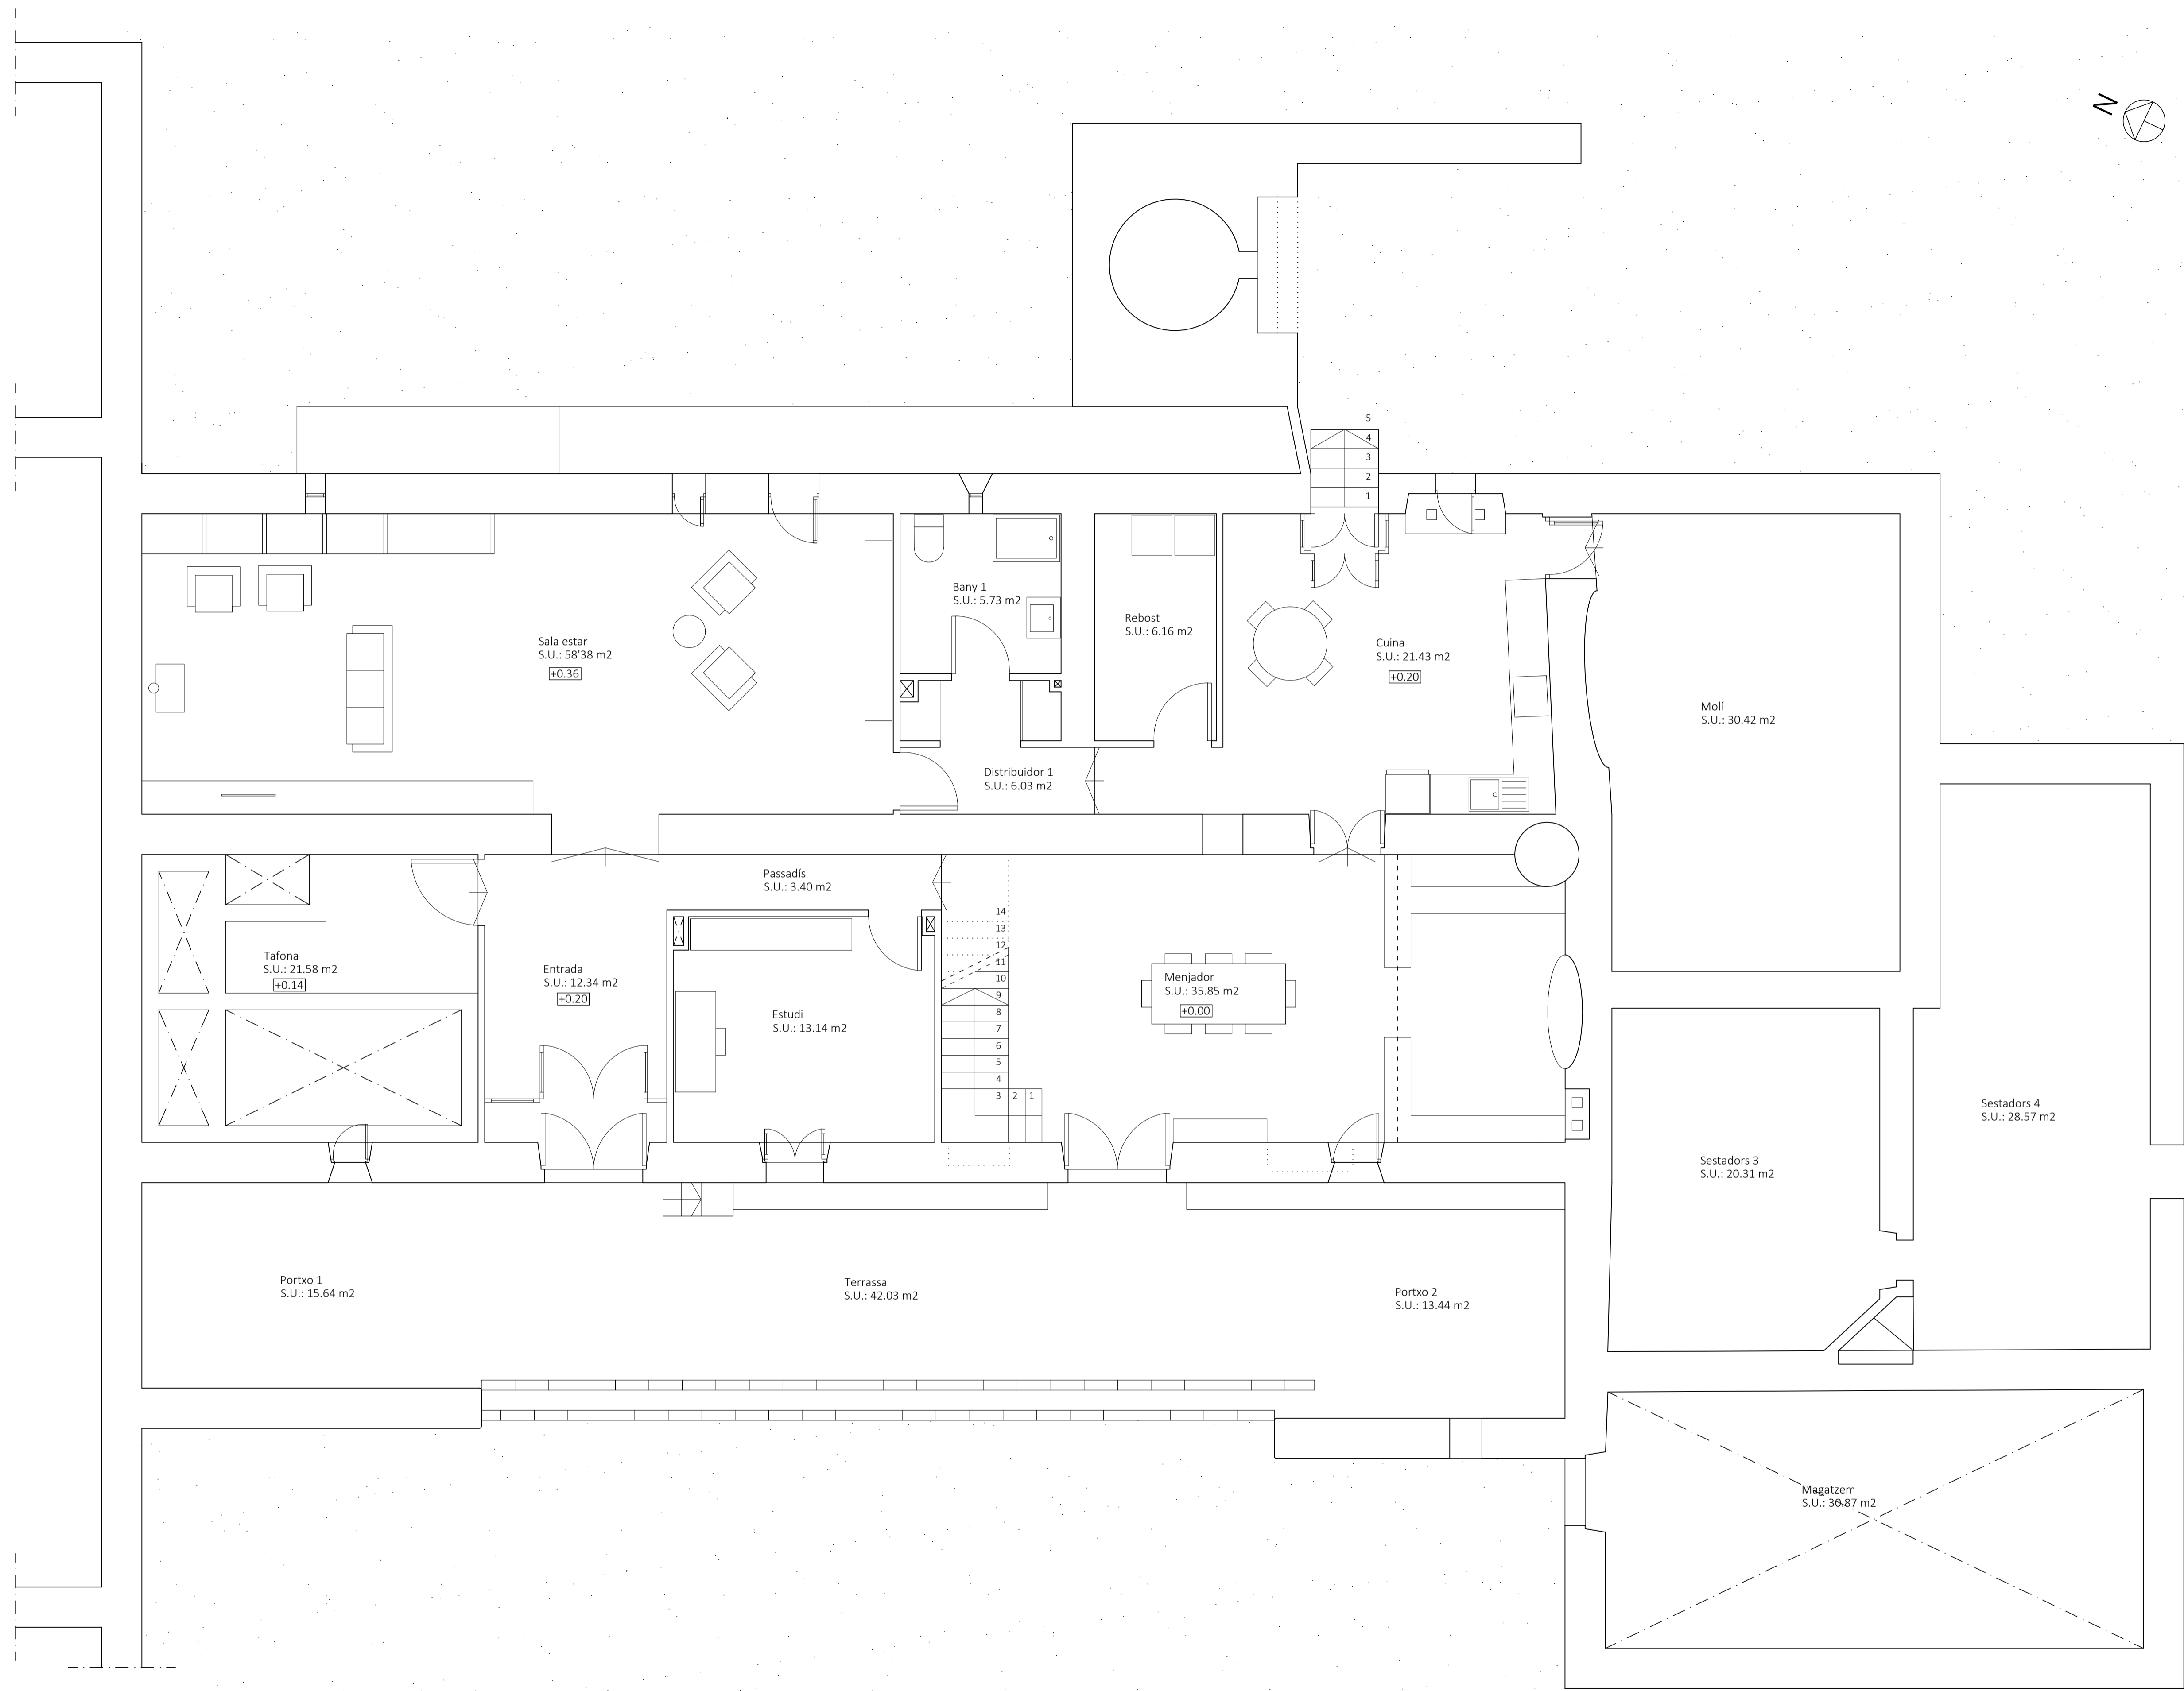 N
5
4
3
2
1
Bany 1
S.U.: 5.73 m2
Rebost
S.U.: 6.16 m2
Sala estar
S.U.: 58'38 m2
+0.36
Cuina
S.U.: 21.43 m2
+0.20
Molí
S.U.: 30.42 m2
Distribuidor 1
S.U.: 6.03 m2
Passadís
S.U.: 3.40 m2
Tafona
S.U.: 21.58 m2
+0.14
Entrada
S.U.: 12.34 m2
+0.20
Estudi
S.U.: 13.14 m2
14
13
12
11
10
9
8
7
6
5
4
3 2 1
Menjador
S.U.: 35.85 m2
+0.00
Sestadors 4
S.U.: 28.57 m2
Sestadors 3
S.U.: 20.31 m2
Portxo 1
S.U.: 15.64 m2
Terrassa
S.U.: 42.03 m2
Portxo 2
S.U.: 13.44 m2
Magatzem
S.U.: 30.87 m2